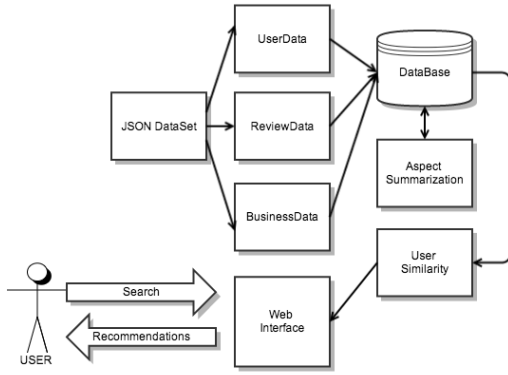 UserData
DataBase
JSON DataSet
ReviewData
Aspect
Summarization
BusinessData
User
Similarity
Search
Web
Interface
Recommendations
USER